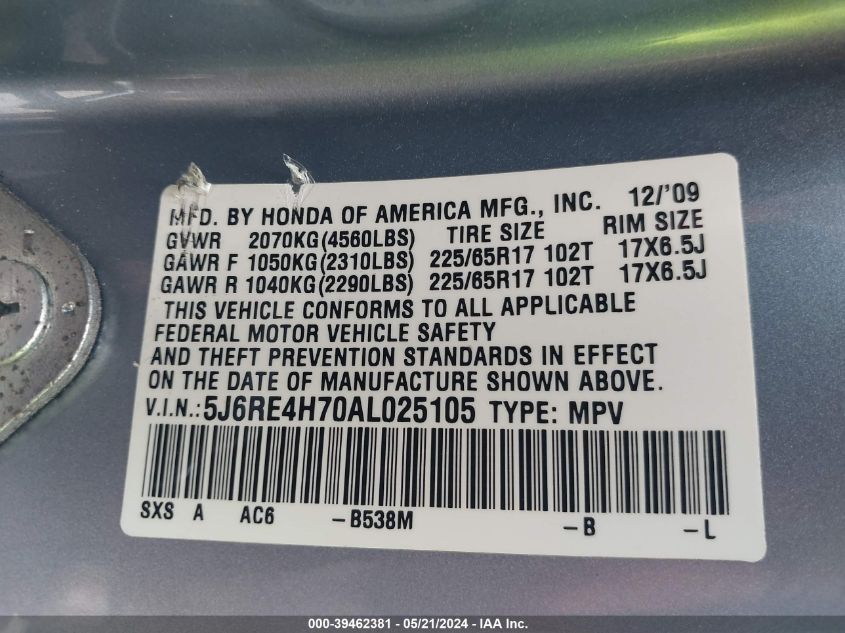 MFD. BY HONDA OF AMERICA MFG., INC. 12/'09
GVWR 2070KG(4560LBS) TIRE SIZE RIM SIZE
GAWR F 1050KG(2310LBS) 225/65R17 102T 17X6.5J
GAWR R 1040KG(2290LBS) 225/65R17 102T 17X6.5J
THIS VEHICLE CONFORMS TO ALL APPLICABLE
FEDERAL MOTOR VEHICLE SAFETY
AND THEFT PREVENTION STANDARDS IN EFFECT
ON THE DATE OF MANUFACTURE SHOWN ABOVE.
V.I.N.: 5J6RE4H70AL025105 TYPE: MPV
SXS A AC6 -B538M -B -L
000-39462381 - 05/21/2024 - IAA Inc.